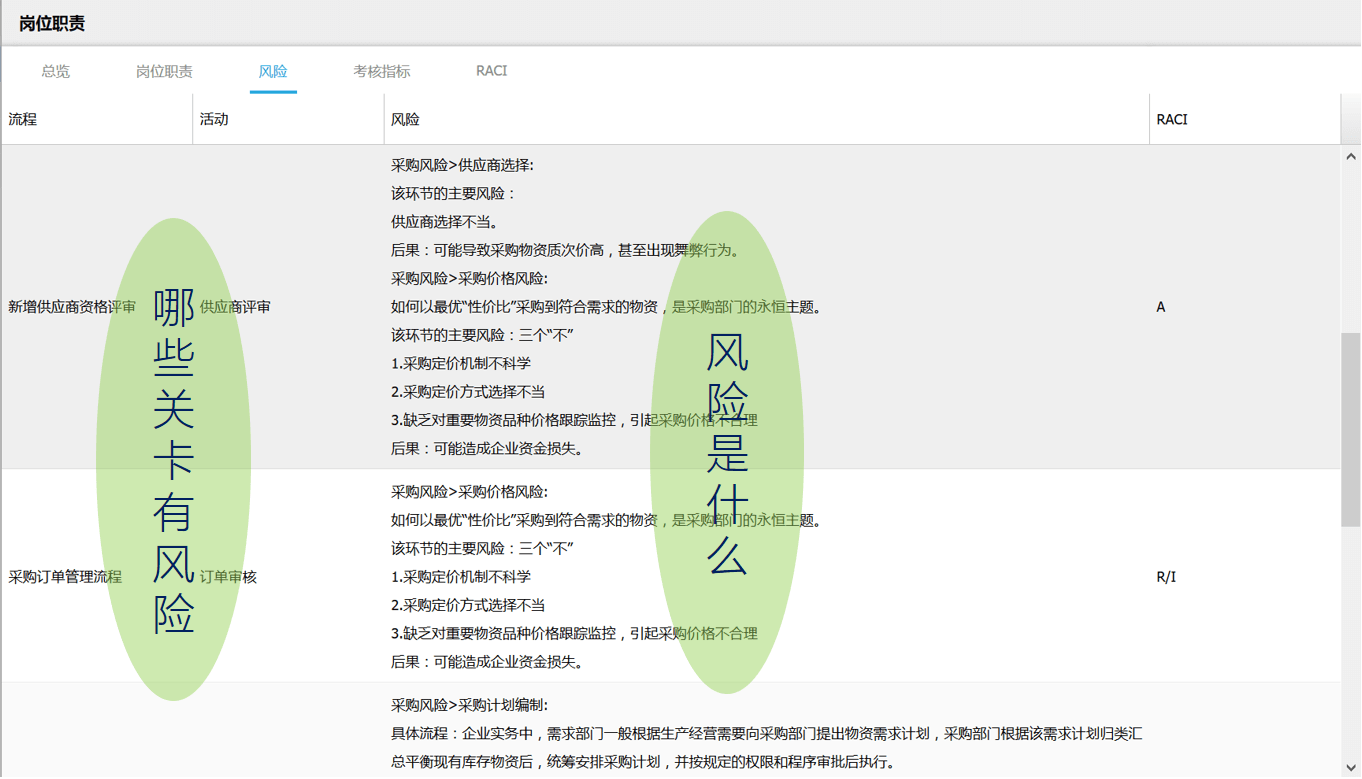 岗位职责
总览 岗位职责 风险 考核指标 RACI
流程 活动 风险 RACI
采购风险>供应商选择:
该环节的主要风险：
供应商选择不当。
后果：可能导致采购物资质次价高，甚至出现舞弊行为。
采购风险>采购价格风险:
新增供应商资格评审 供应商评审 如何以最优“性价比”采购到符合需求的物资，是采购部门的永恒主题。 A
该环节的主要风险：三个“不”
1.采购定价机制不科学
2.采购定价方式选择不当
3.缺乏对重要物资品种价格跟踪监控，引起采购价格不合理
后果：可能造成企业资金损失。
采购风险>采购价格风险:
如何以最优“性价比”采购到符合需求的物资，是采购部门的永恒主题。
该环节的主要风险：三个“不”
采购订单管理流程 订单审核 1.采购定价机制不科学 R/I
2.采购定价方式选择不当
3.缺乏对重要物资品种价格跟踪监控，引起采购价格不合理
后果：可能造成企业资金损失。
采购风险>采购计划编制:
具体流程：企业实务中，需求部门一般根据生产经营需要向采购部门提出物资需求计划，采购部门根据该需求计划归类汇
总平衡现有库存物资后，统筹安排采购计划，并按规定的权限和程序审批后执行。
哪些关卡有风险
风险是什么